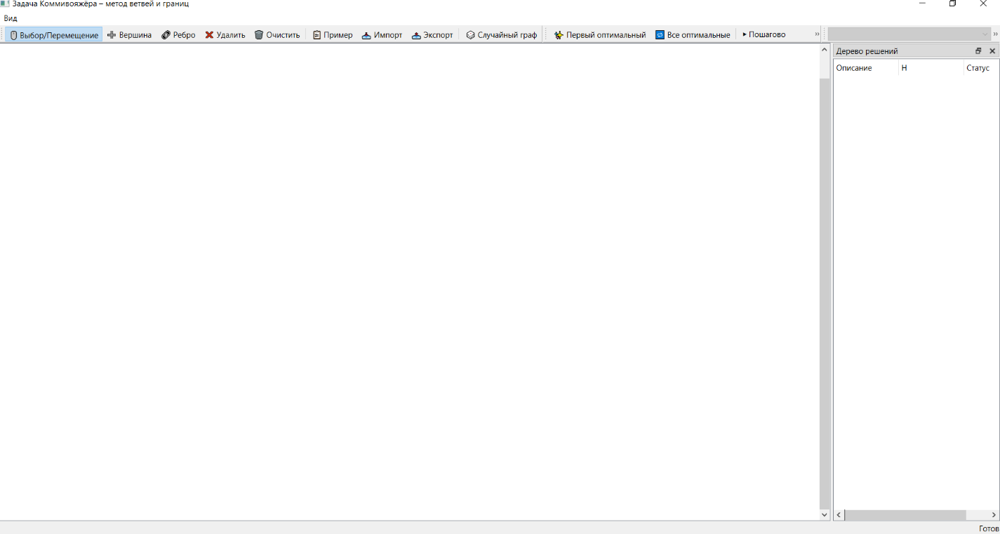 Задача Коммивояжёра – метод ветвей и границ
Вид
Выбор/Перемещение Вершина Ребро Удалить Очистить Пример Импорт Экспорт Случайный граф Первый оптимальный Все оптимальные Пошагово
Дерево решений
Описание H Статус
Готов